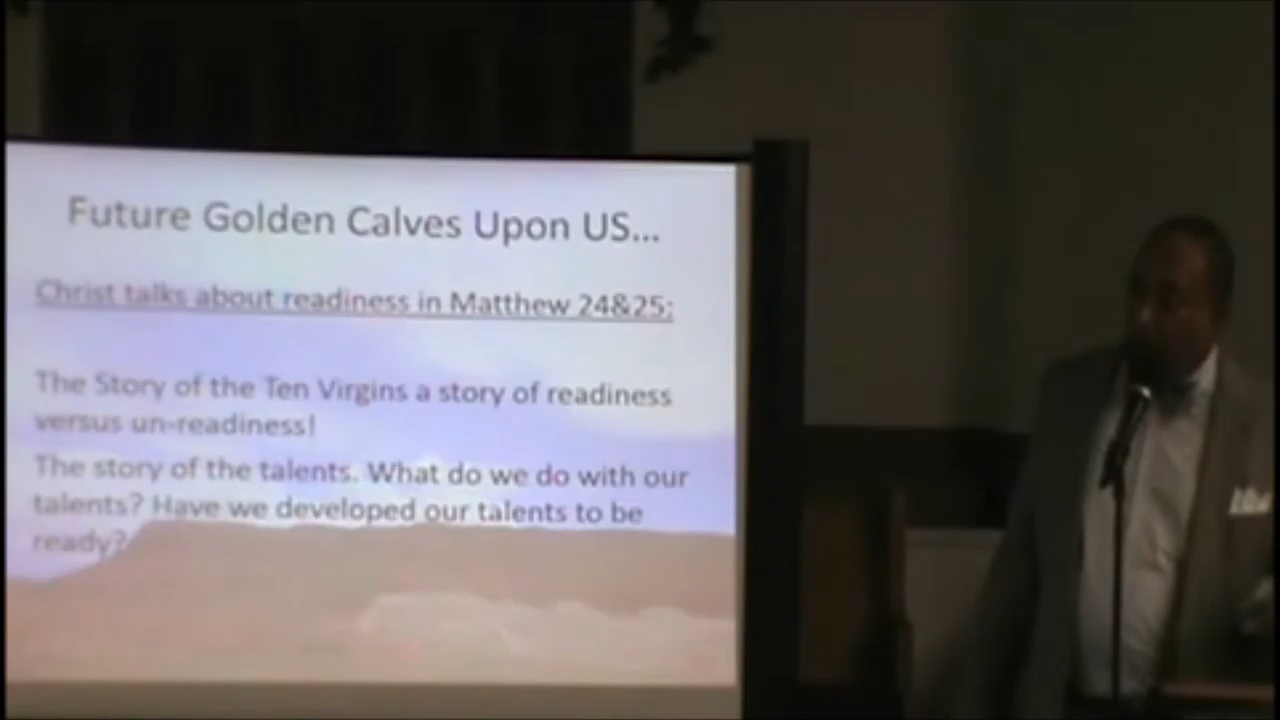 Future Golden Calves Upon US...
Christ talks about readiness in Matthew 24&25:
The Story of the Ten Virgins a story of readiness
versus un-readiness!
The story of the talents. What do we do with our
talents? Have we developed our talents to be
ready?